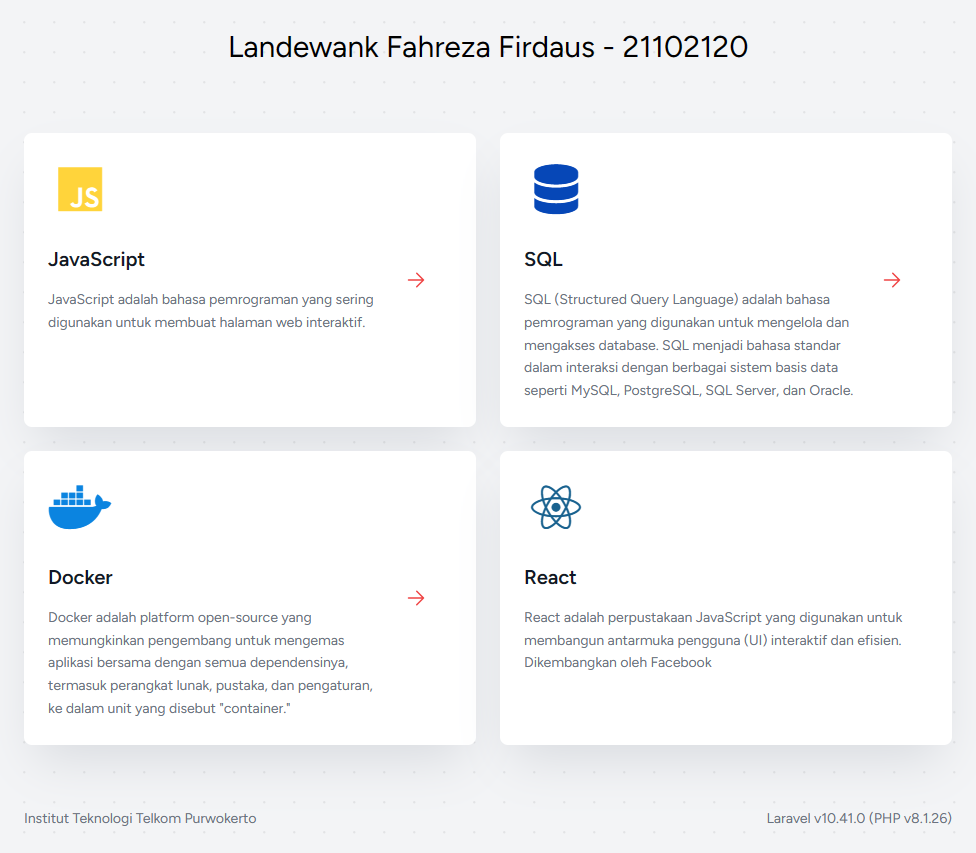 Landewank Fahreza Firdaus - 21102120
JS
JavaScript
JavaScript adalah bahasa pemrograman yang sering
digunakan untuk membuat halaman web interaktif.
SQL
SQL (Structured Query Language) adalah bahasa
pemrograman yang digunakan untuk mengelola dan
mengakses database. SQL menjadi bahasa standar
dalam interaksi dengan berbagai sistem basis data
seperti MySQL, PostgreSQL, SQL Server, dan Oracle.
Docker
Docker adalah platform open-source yang
memungkinkan pengembang untuk mengemas
aplikasi bersama dengan semua dependensinya,
termasuk perangkat lunak, pustaka, dan pengaturan,
ke dalam unit yang disebut "container."
React
React adalah perpustakaan JavaScript yang digunakan untuk
membangun antarmuka pengguna (UI) interaktif dan efisien.
Dikembangkan oleh Facebook
Institut Teknologi Telkom Purwokerto
Laravel v10.41.0 (PHP v8.1.26)